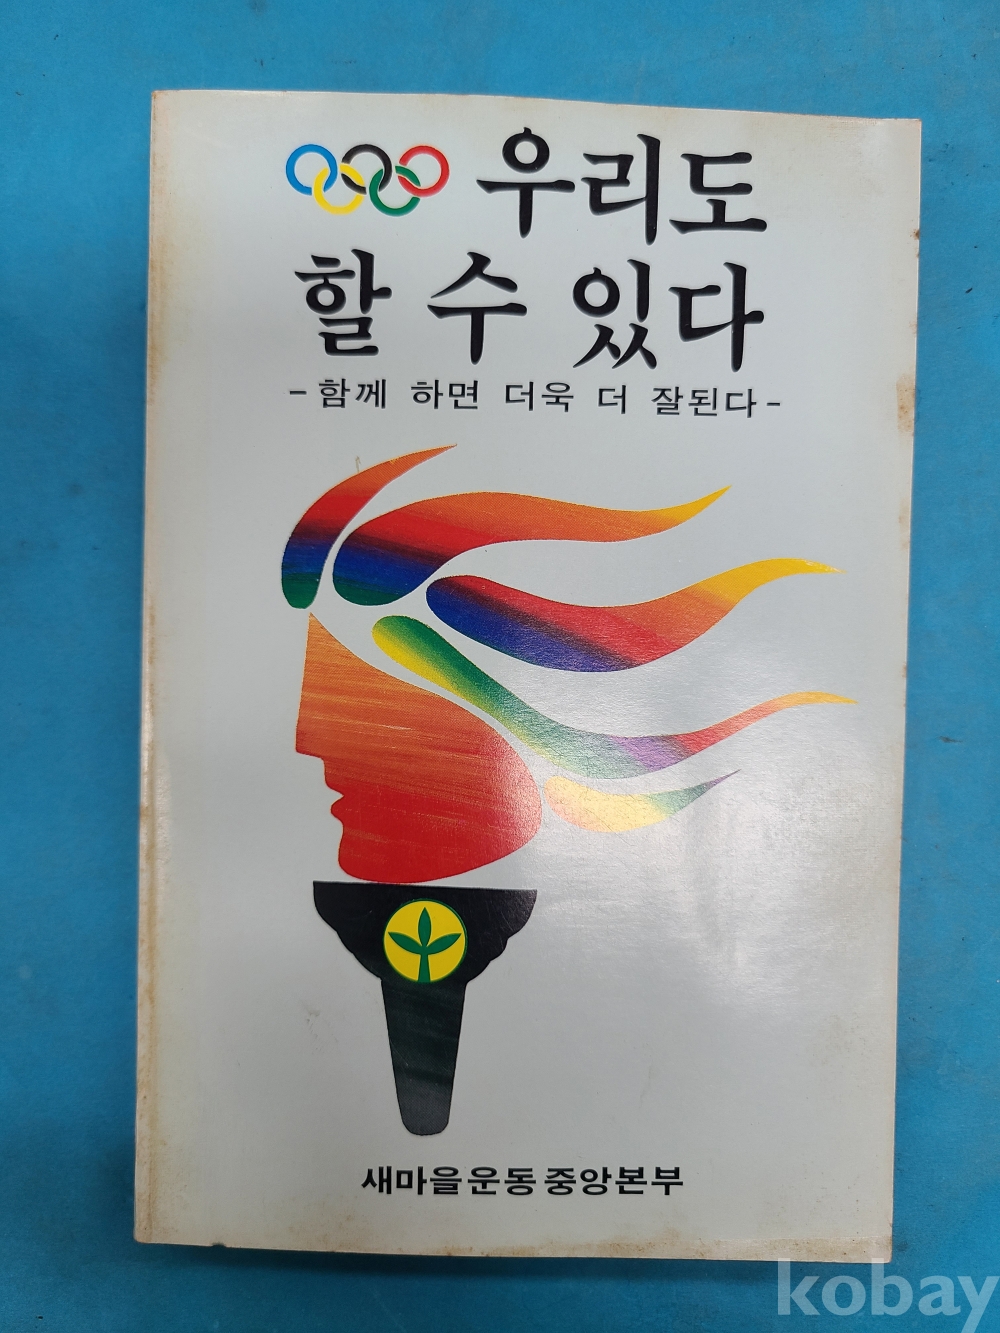 우리도
할 수 있다
- 함께 하면 더욱 더 잘된다 -
새마을운동중앙본부
kobay